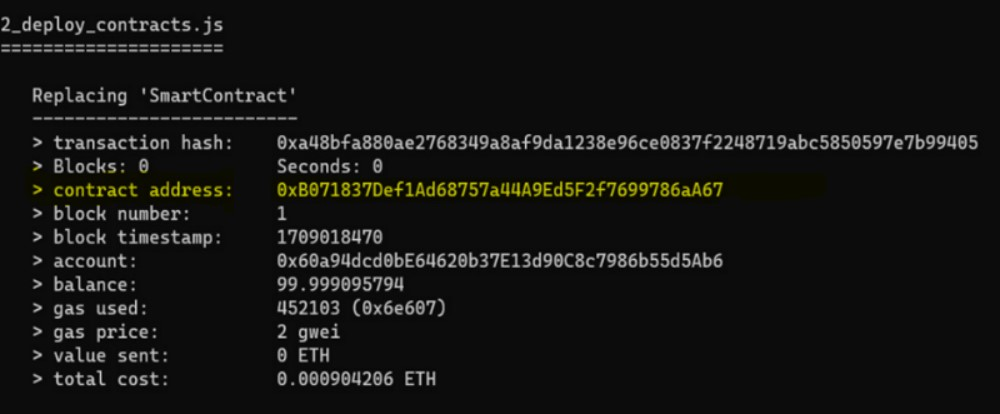 2_deploy_contracts.js
=====================
Replacing 'SmartContract'
-------------------------
> transaction hash: 0xa48bfa880ae2768349a8af9da1238e96ce0837f2248719abc5850597e7b99405
> Blocks: 0 Seconds: 0
> contract address: 0xB071837Def1Ad68757a44A9Ed5F2f7699786aA67
> block number: 1
> block timestamp: 1709018470
> account: 0x60a94dcd0bE64620b37E13d90C8c7986b55d5Ab6
> balance: 99.999095794
> gas used: 452103 (0x6e607)
> gas price: 2 gwei
> value sent: 0 ETH
> total cost: 0.000904206 ETH